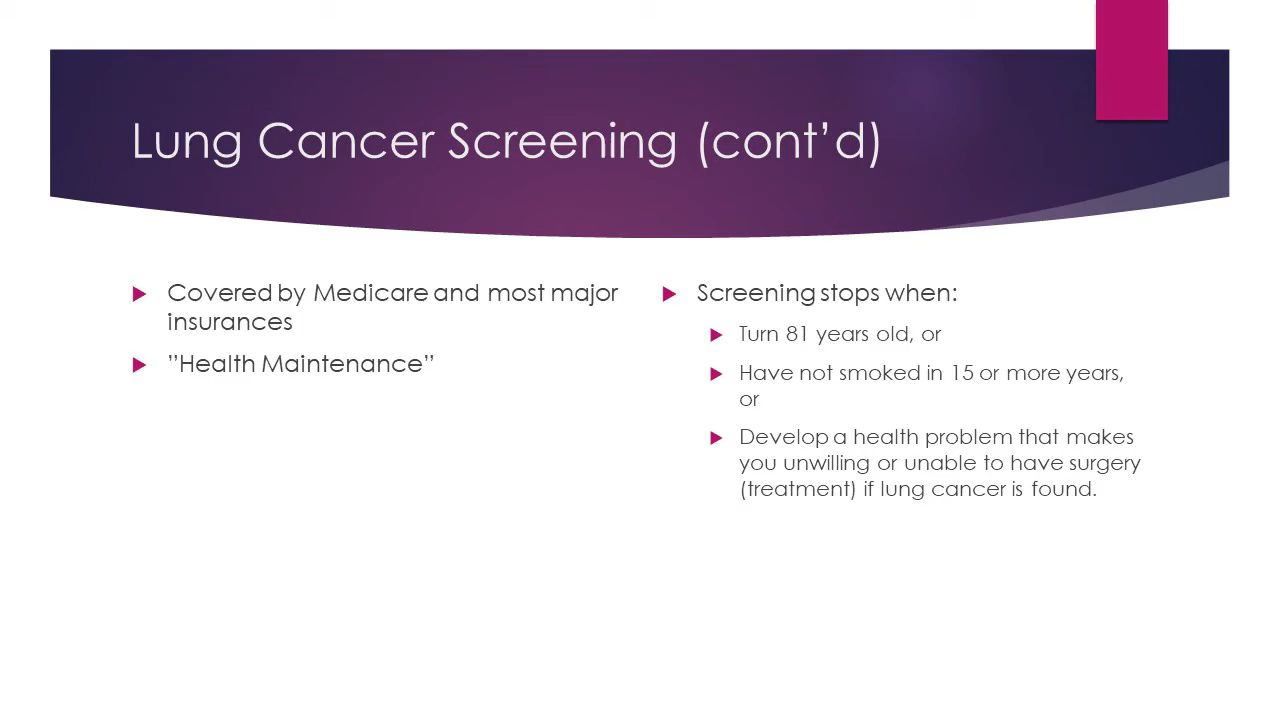 Lung Cancer Screening (cont’d)
Covered by Medicare and most major
insurances
”Health Maintenance”
Screening stops when:
Turn 81 years old, or
Have not smoked in 15 or more years,
or
Develop a health problem that makes
you unwilling or unable to have surgery
(treatment) if lung cancer is found.